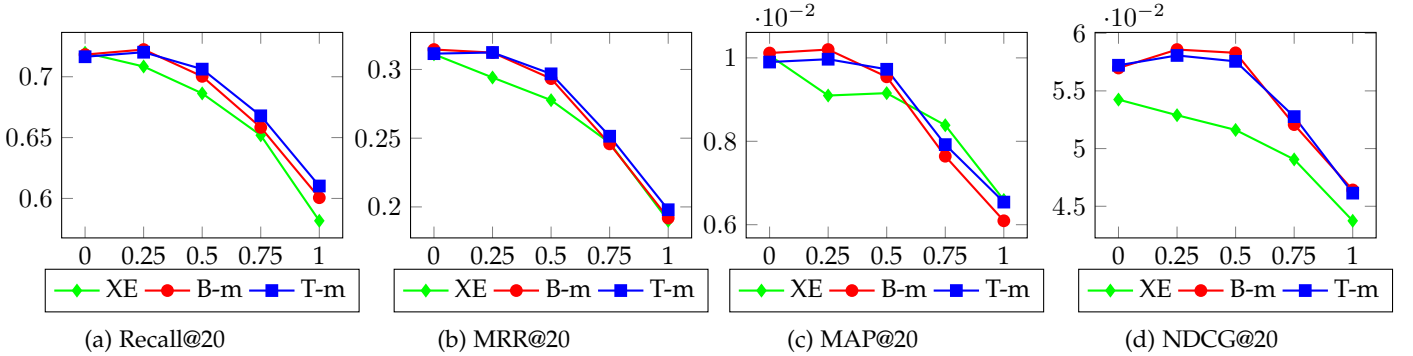 0.7
0.65
0.6
0 0.25 0.5 0.75 1
XE B-m T-m
(a) Recall@20
0.3
0.25
0.2
0 0.25 0.5 0.75 1
XE B-m T-m
(b) MRR@20
·10⁻²
1
0.8
0.6
0 0.25 0.5 0.75 1
XE B-m T-m
(c) MAP@20
·10⁻²
6
5.5
5
4.5
0 0.25 0.5 0.75 1
XE B-m T-m
(d) NDCG@20